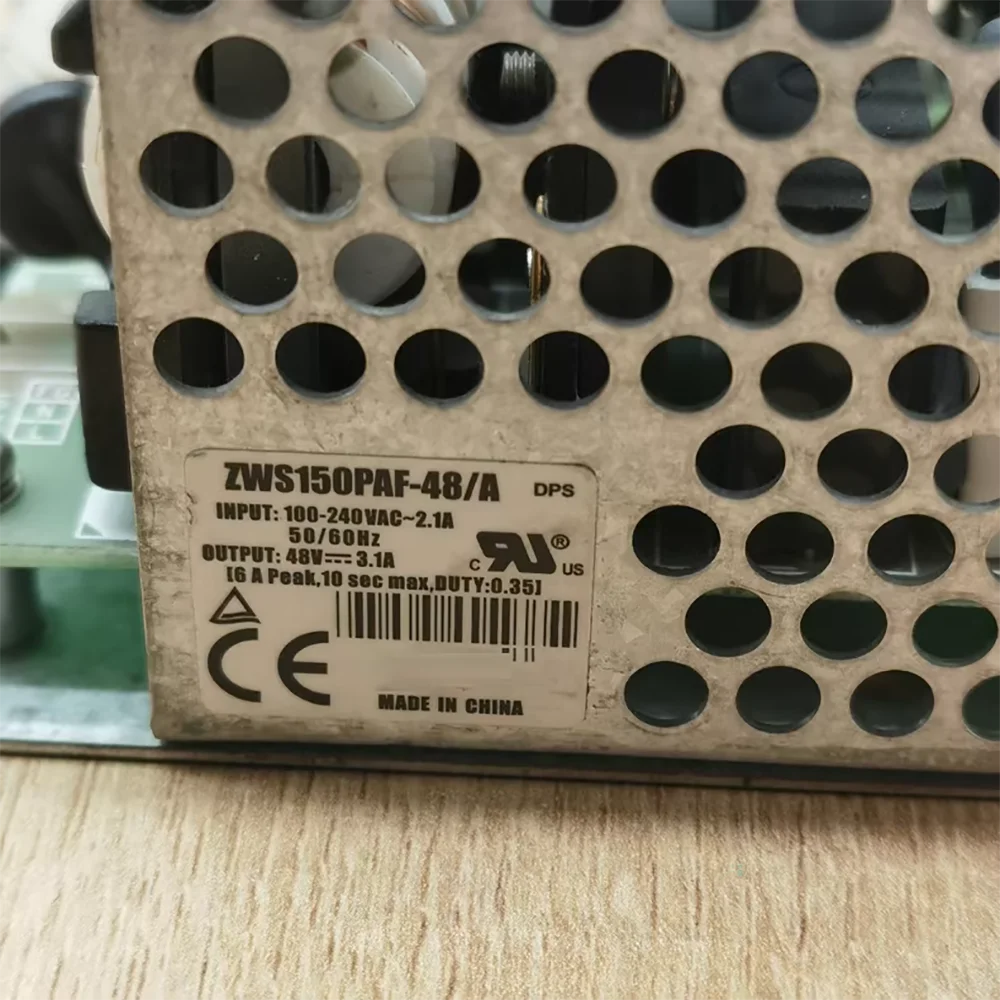 ZWS150PAF-48/A DPS
INPUT: 100-240VAC~2.1A
50/60Hz
OUTPUT: 48V⎓3.1A
[6 A Peak,10 sec max,DUTY:0.35]
C RU® US
CE
MADE IN CHINA